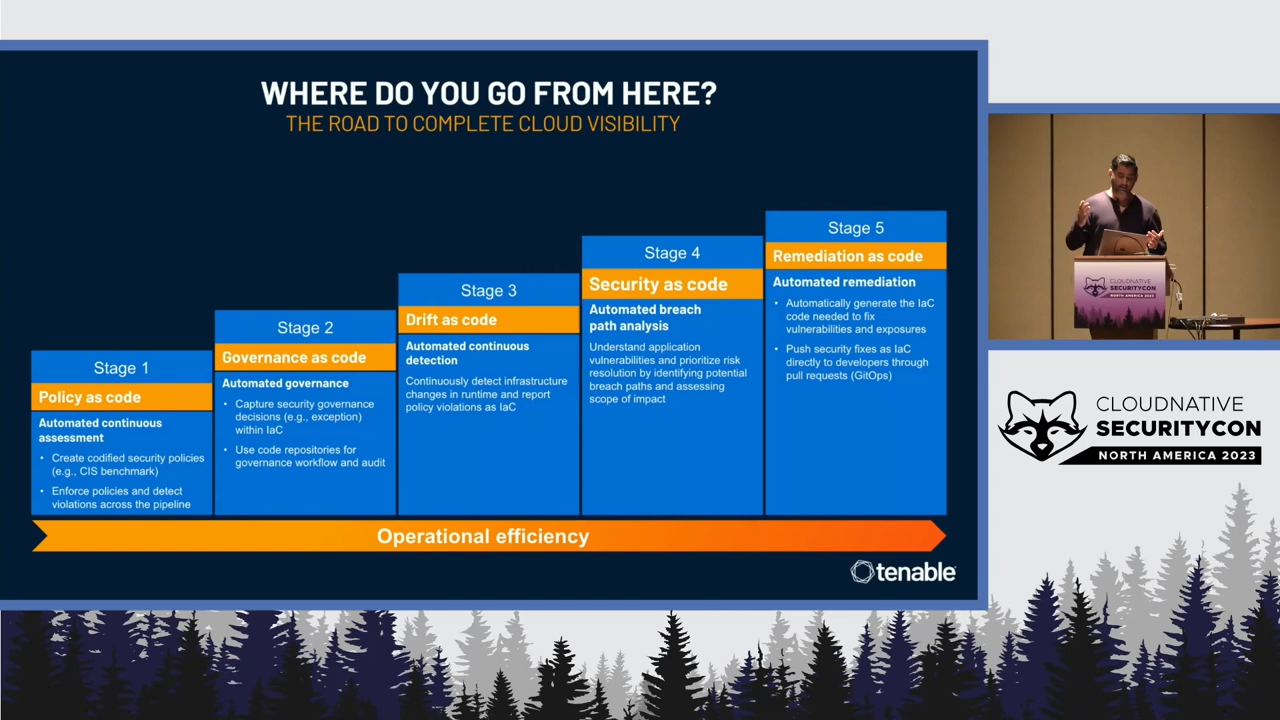 WHERE DO YOU GO FROM HERE?
THE ROAD TO COMPLETE CLOUD VISIBILITY
Stage 1
Policy as code
Automated continuous
assessment
• Create codified security policies
(e.g., CIS benchmark)
• Enforce policies and detect
violations across the pipeline
Stage 2
Governance as code
Automated governance
• Capture security governance
decisions (e.g., exception)
within IaC
• Use code repositories for
governance workflow and audit
Stage 3
Drift as code
Automated continuous
detection
Continuously detect infrastructure
changes in runtime and report
policy violations as IaC
Stage 4
Security as code
Automated breach
path analysis
Understand application
vulnerabilities and prioritize risk
resolution by identifying potential
breach paths and assessing
scope of impact
Stage 5
Remediation as code
Automated remediation
• Automatically generate the IaC
code needed to fix
vulnerabilities and exposures
• Push security fixes as IaC
directly to developers through
pull requests (GitOps)
Operational efficiency
tenable
CLOUDNATIVE
SECURITYCON
NORTH AMERICA 2023
CLOUDNATIVE
SECURITYCON
NORTH AMERICA 2023